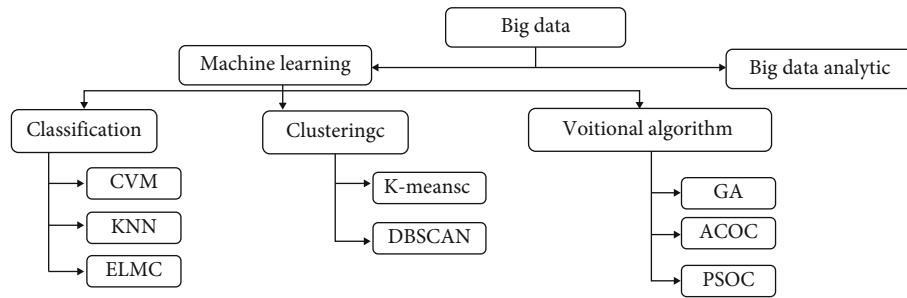 Big data
Machine learning
Big data analytic
Classification
Clusteringc
Voitional algorithm
CVM
KNN
ELMC
K-meansc
DBSCAN
GA
ACOC
PSOC